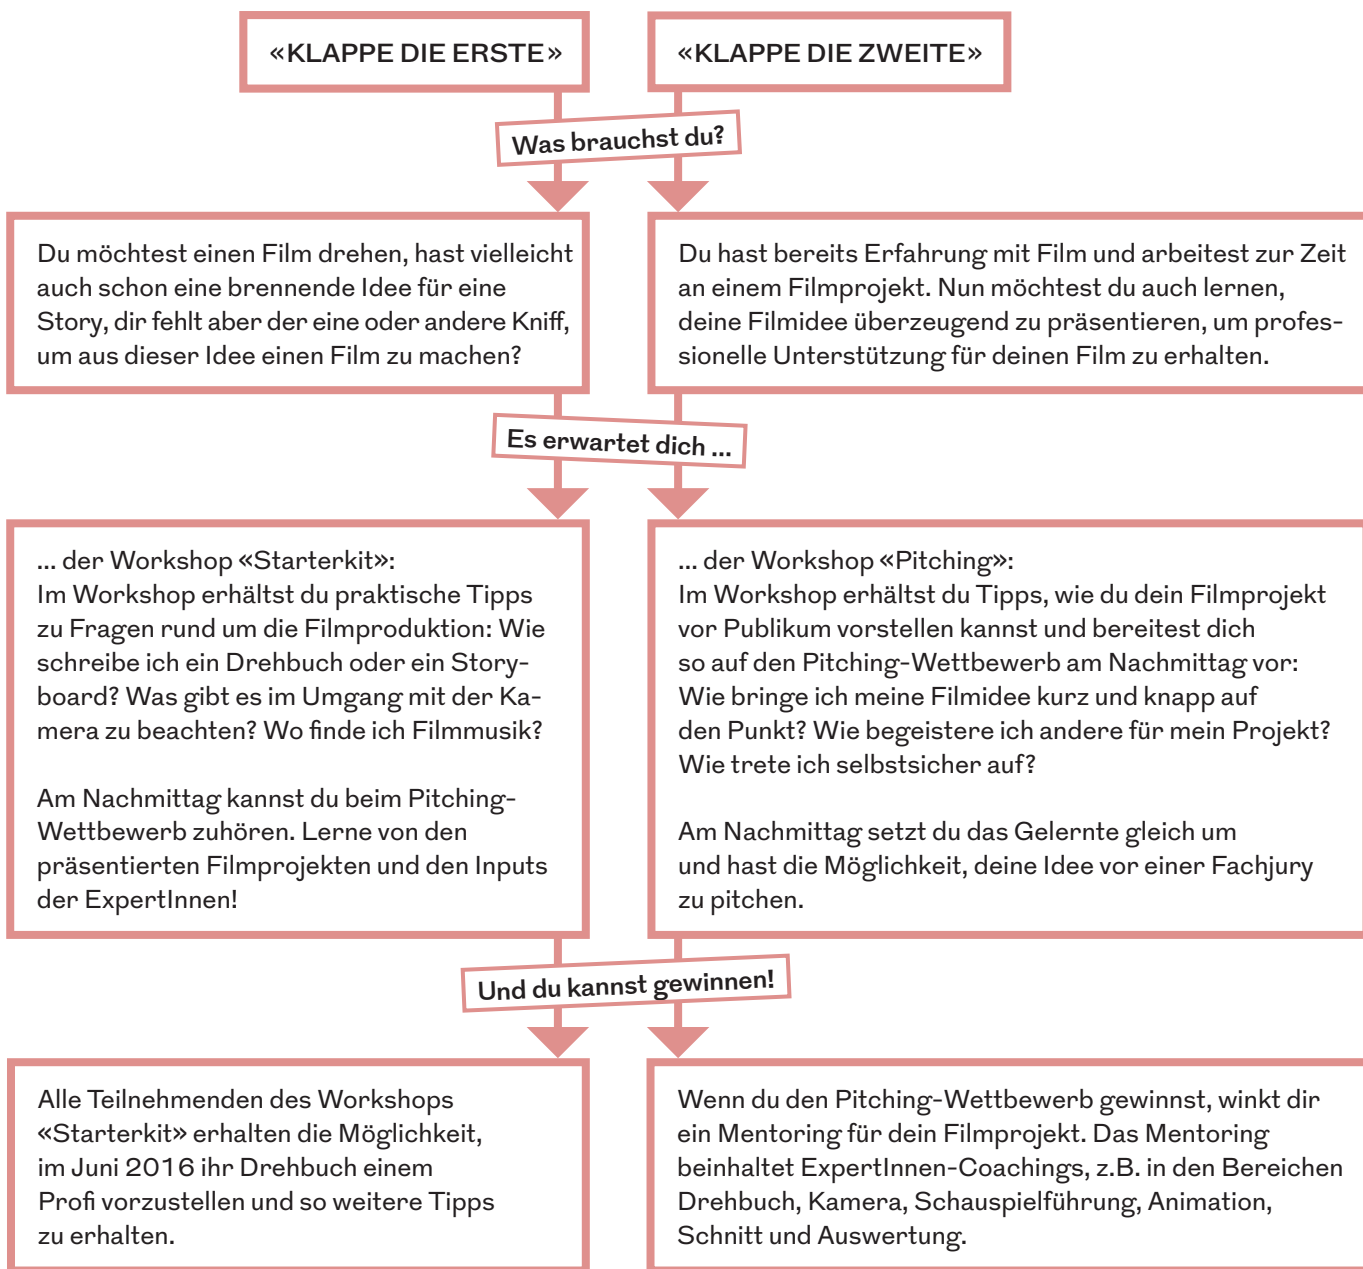 «KLAPPE DIE ERSTE»
«KLAPPE DIE ZWEITE»
Was brauchst du?
Du möchtest einen Film drehen, hast vielleicht
auch schon eine brennende Idee für eine
Story, dir fehlt aber der eine oder andere Kniff,
um aus dieser Idee einen Film zu machen?
Du hast bereits Erfahrung mit Film und arbeitest zur Zeit
an einem Filmprojekt. Nun möchtest du auch lernen,
deine Filmidee überzeugend zu präsentieren, um profes-
sionelle Unterstützung für deinen Film zu erhalten.
Es erwartet dich ...
... der Workshop «Starterkit»:
Im Workshop erhältst du praktische Tipps
zu Fragen rund um die Filmproduktion: Wie
schreibe ich ein Drehbuch oder ein Story-
board? Was gibt es im Umgang mit der Ka-
mera zu beachten? Wo finde ich Filmmusik?
Am Nachmittag kannst du beim Pitching-
Wettbewerb zuhören. Lerne von den
präsentierten Filmprojekten und den Inputs
der ExpertInnen!
... der Workshop «Pitching»:
Im Workshop erhältst du Tipps, wie du dein Filmprojekt
vor Publikum vorstellen kannst und bereitest dich
so auf den Pitching-Wettbewerb am Nachmittag vor:
Wie bringe ich meine Filmidee kurz und knapp auf
den Punkt? Wie begeistere ich andere für mein Projekt?
Wie trete ich selbstsicher auf?
Am Nachmittag setzt du das Gelernte gleich um
und hast die Möglichkeit, deine Idee vor einer Fachjury
zu pitchen.
Und du kannst gewinnen!
Alle Teilnehmenden des Workshops
«Starterkit» erhalten die Möglichkeit,
im Juni 2016 ihr Drehbuch einem
Profi vorzustellen und so weitere Tipps
zu erhalten.
Wenn du den Pitching-Wettbewerb gewinnst, winkt dir
ein Mentoring für dein Filmprojekt. Das Mentoring
beinhaltet ExpertInnen-Coachings, z.B. in den Bereichen
Drehbuch, Kamera, Schauspielführung, Animation,
Schnitt und Auswertung.